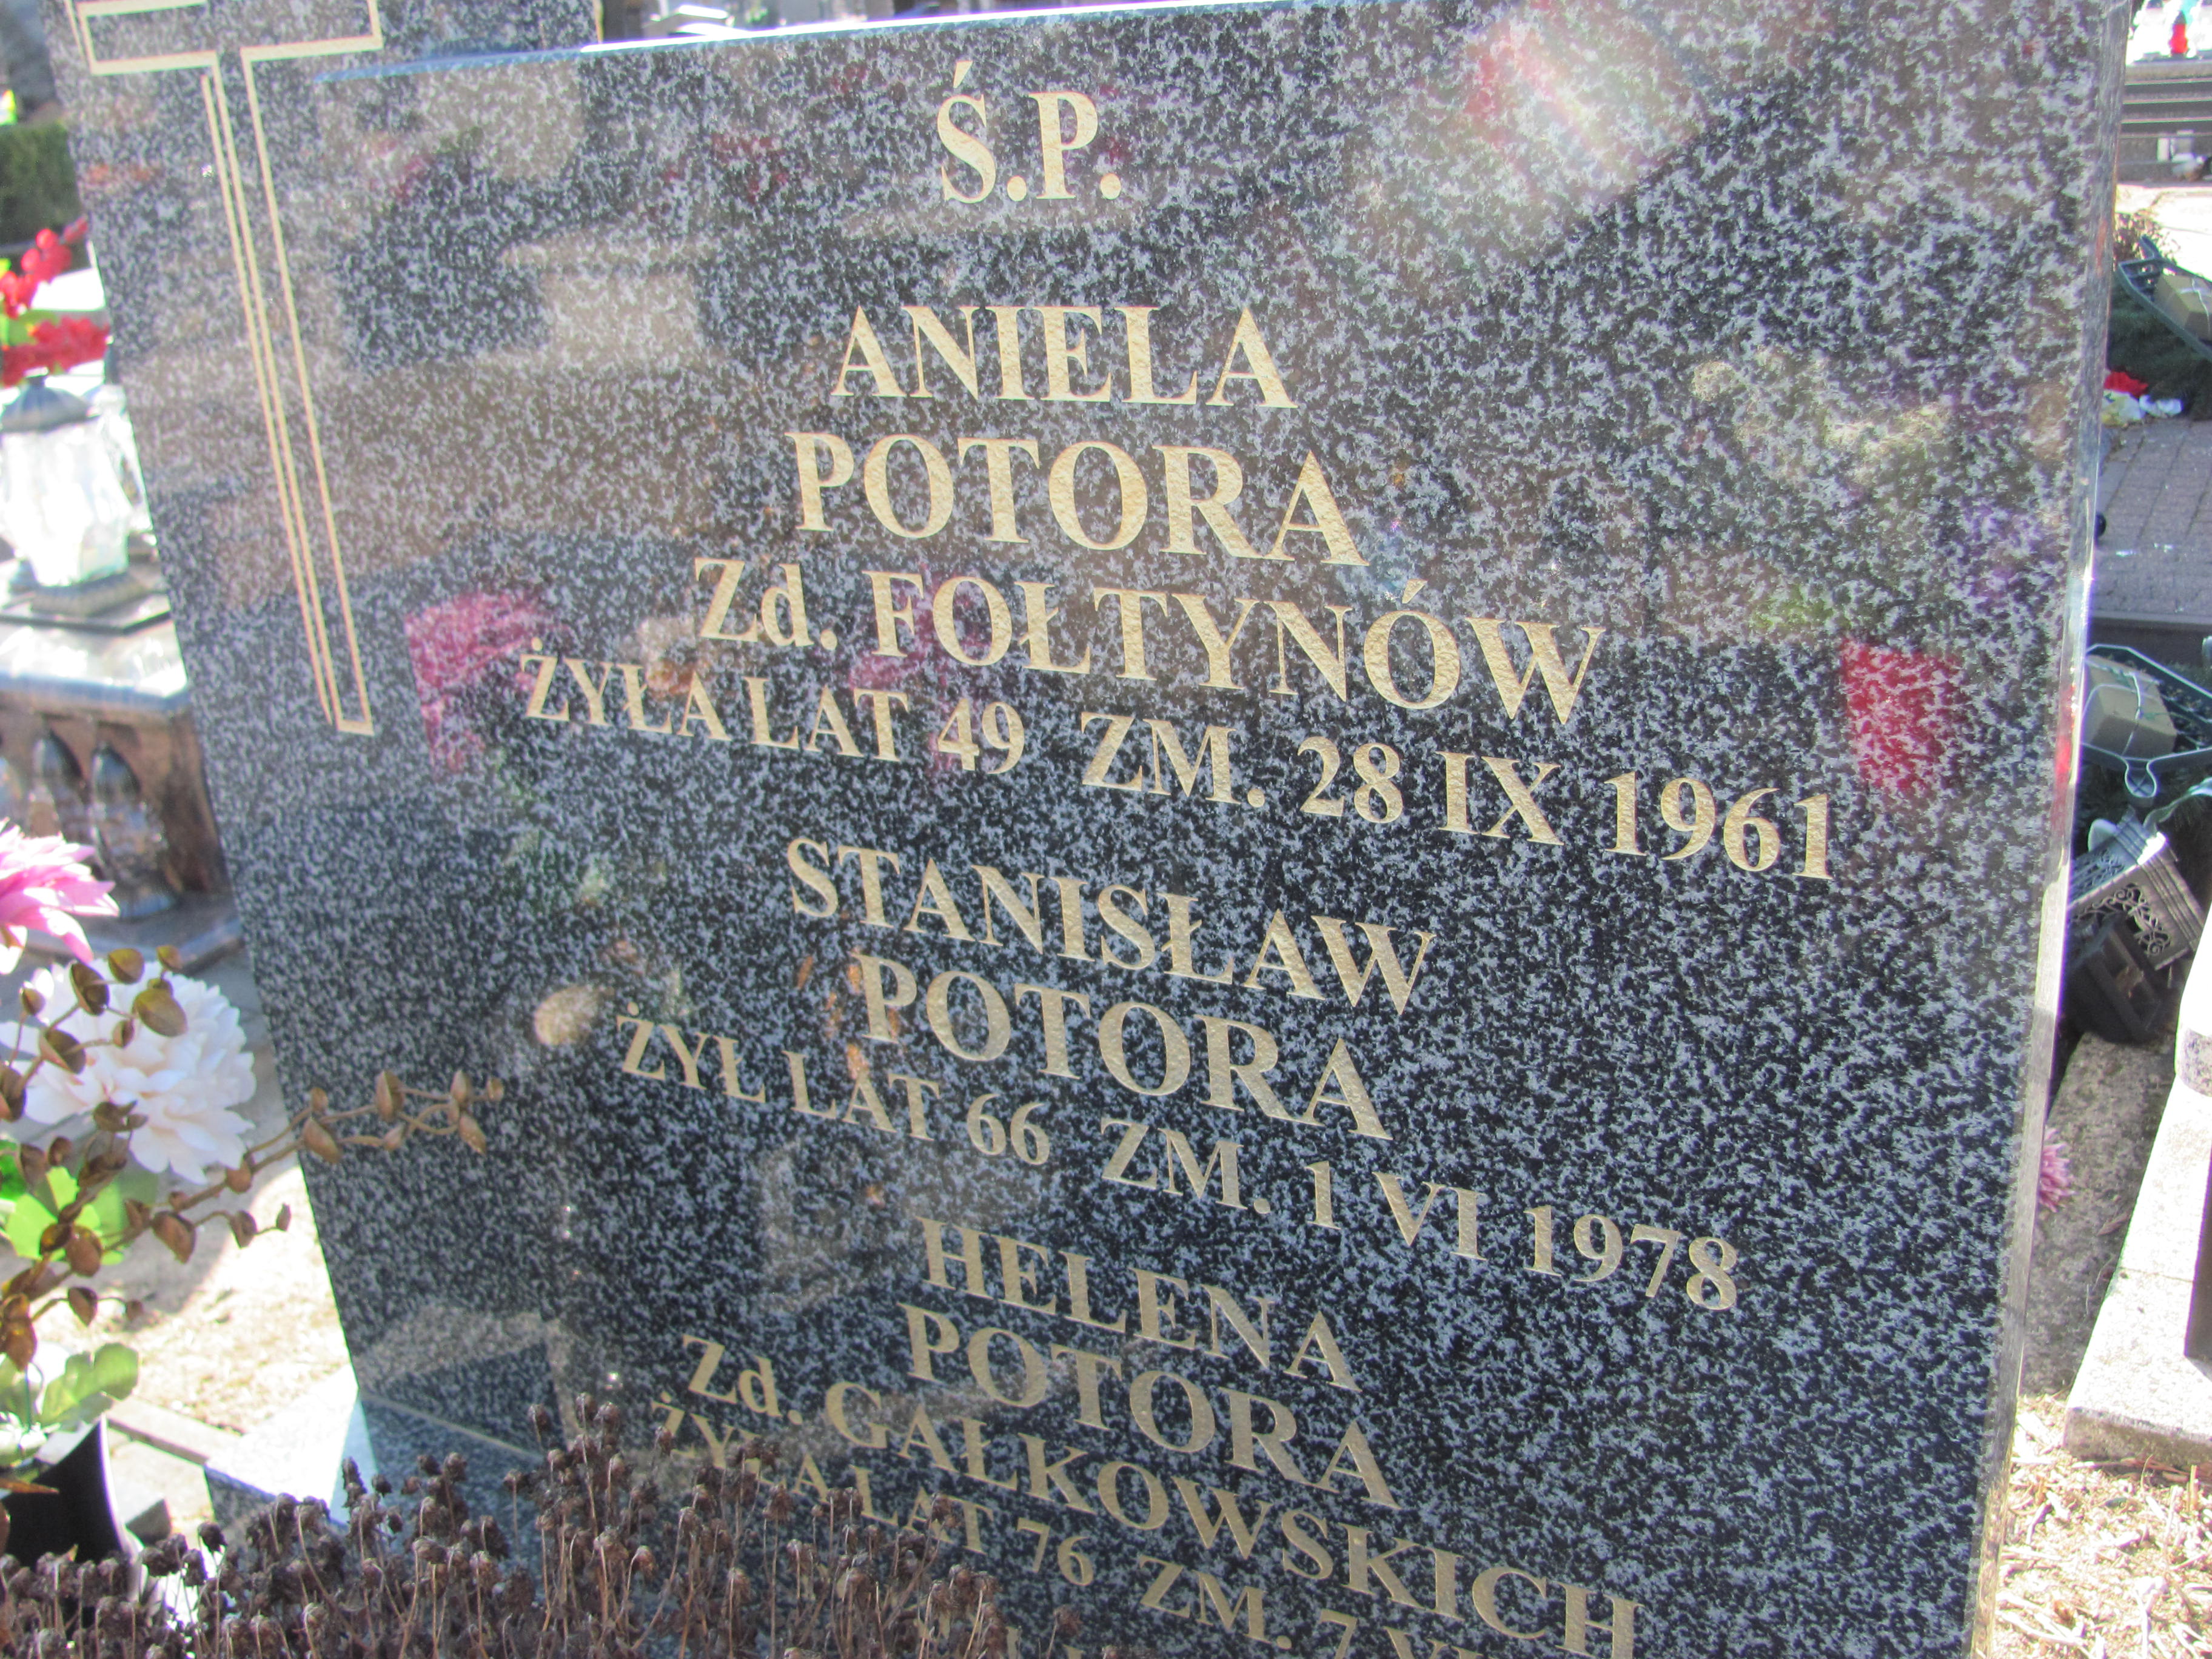 Ś.P.
ANIELA
POTORA
Zd. FOŁTYNÓW
ŻYŁA LAT 49 ZM. 28 IX 1961
STANISŁAW
POTORA
ŻYŁ LAT 66 ZM. 1 VI 1978
HELENA
POTORA
Zd. GAŁKOWSKICH
ŻYŁA LAT 76 ZM. 7